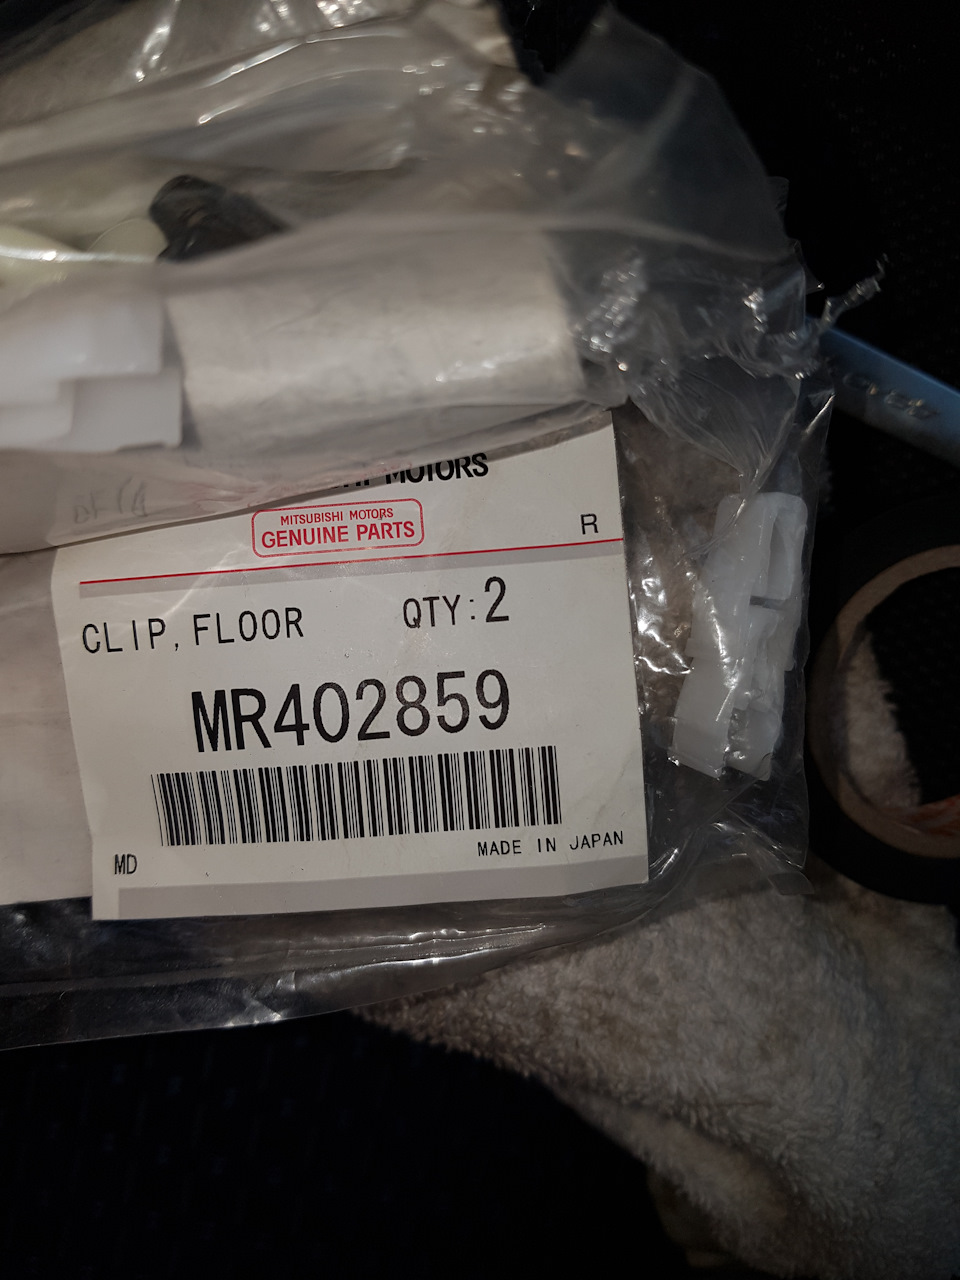 MOTORS
MITSUBISHI MOTORS
GENUINE PARTS
R
CLIP, FLOOR QTY:2
MR402859
MD MADE IN JAPAN